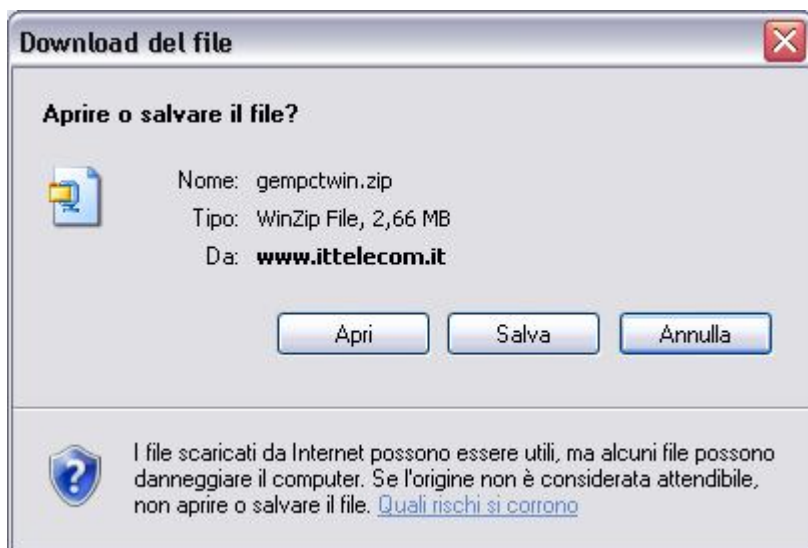 Download del file
Aprire o salvare il file?
Nome: gempctwin.zip
Tipo: WinZip File, 2,66 MB
Da: www.ittelecom.it
Apri Salva Annulla
I file scaricati da Internet possono essere utili, ma alcuni file possono
danneggiare il computer. Se l'origine non è considerata attendibile,
non aprire o salvare il file. Quali rischi si corrono